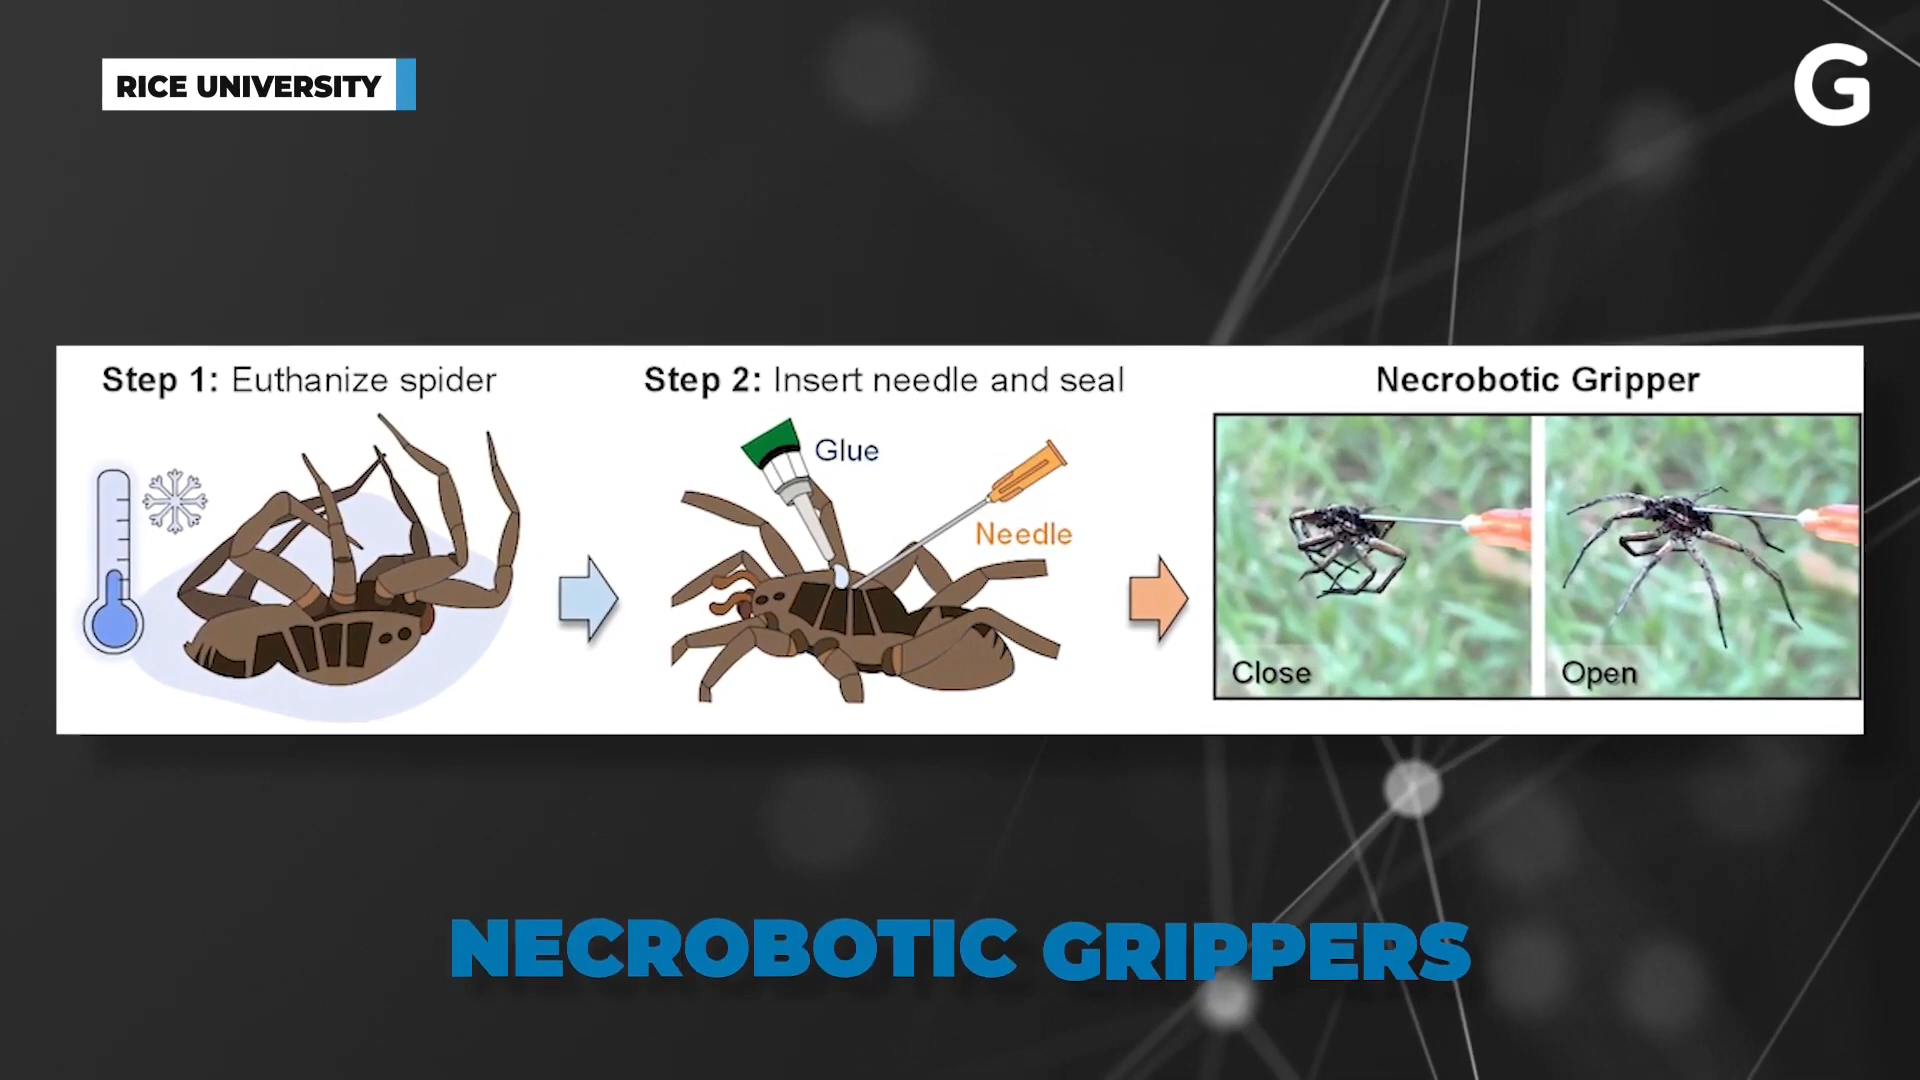 RICE UNIVERSITY
G
Step 1: Euthanize spider
Step 2: Insert needle and seal
Necrobotic Gripper
Glue
Needle
Close
Open
NECROBOTIC GRIPPERS